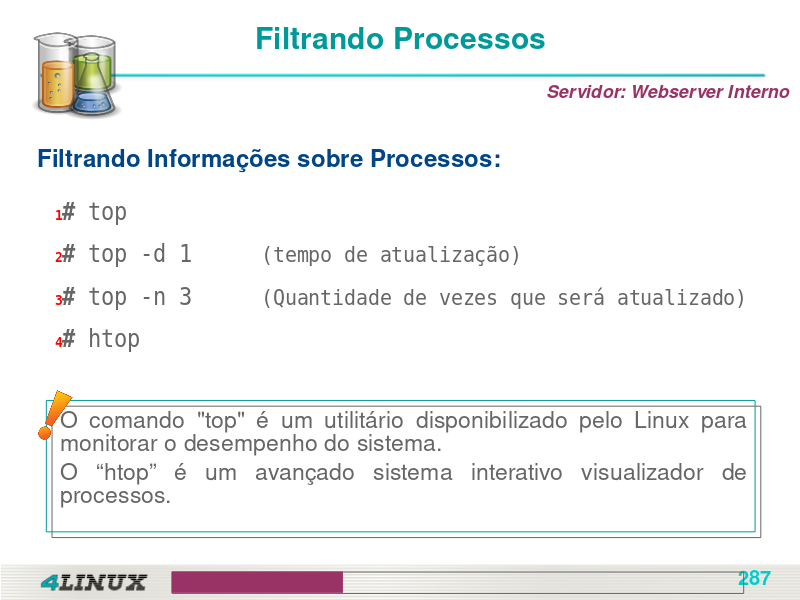 Filtrando Processos
Servidor: Webserver Interno
Filtrando Informações sobre Processos:
1# top
2# top -d 1 (tempo de atualização)
3# top -n 3 (Quantidade de vezes que será atualizado)
4# htop
O comando "top" é um utilitário disponibilizado pelo Linux para
monitorar o desempenho do sistema.
O “htop” é um avançado sistema interativo visualizador de
processos.
4LINUX
287